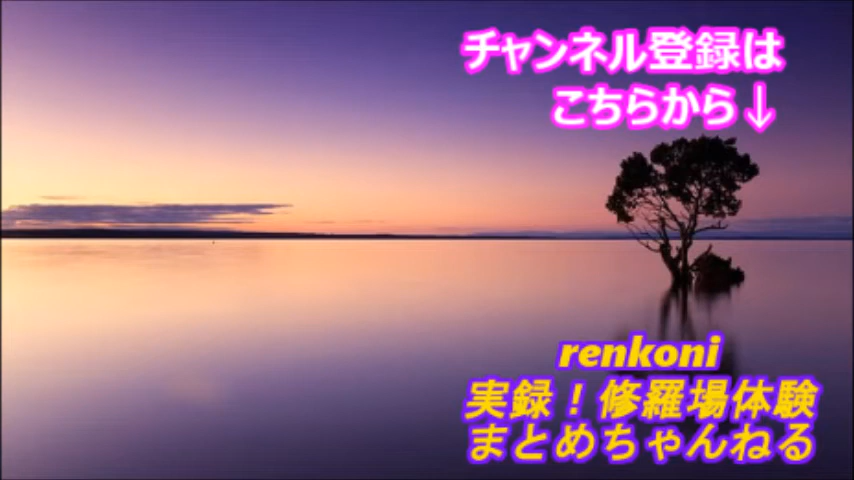 チャンネル登録は
こちらから↓
renkoni
実録！修羅場体験
まとめちゃんねる